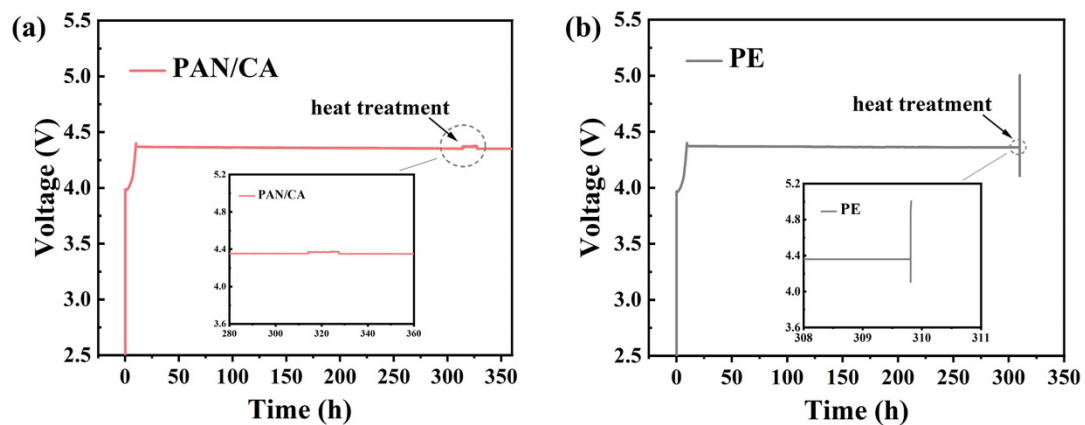 (a)
PAN/CA
heat treatment
Voltage (V)
5.5
5.0
4.5
4.0
3.5
3.0
2.5
0 50 100 150 200 250 300 350
Time (h)
PAN/CA
5.2
4.8
4.4
4.0
3.6
280 300 320 340 360
(b)
PE
heat treatment
Voltage (V)
5.5
5.0
4.5
4.0
3.5
3.0
2.5
0 50 100 150 200 250 300 350
Time (h)
PE
5.2
4.8
4.4
4.0
3.6
308 309 310 311